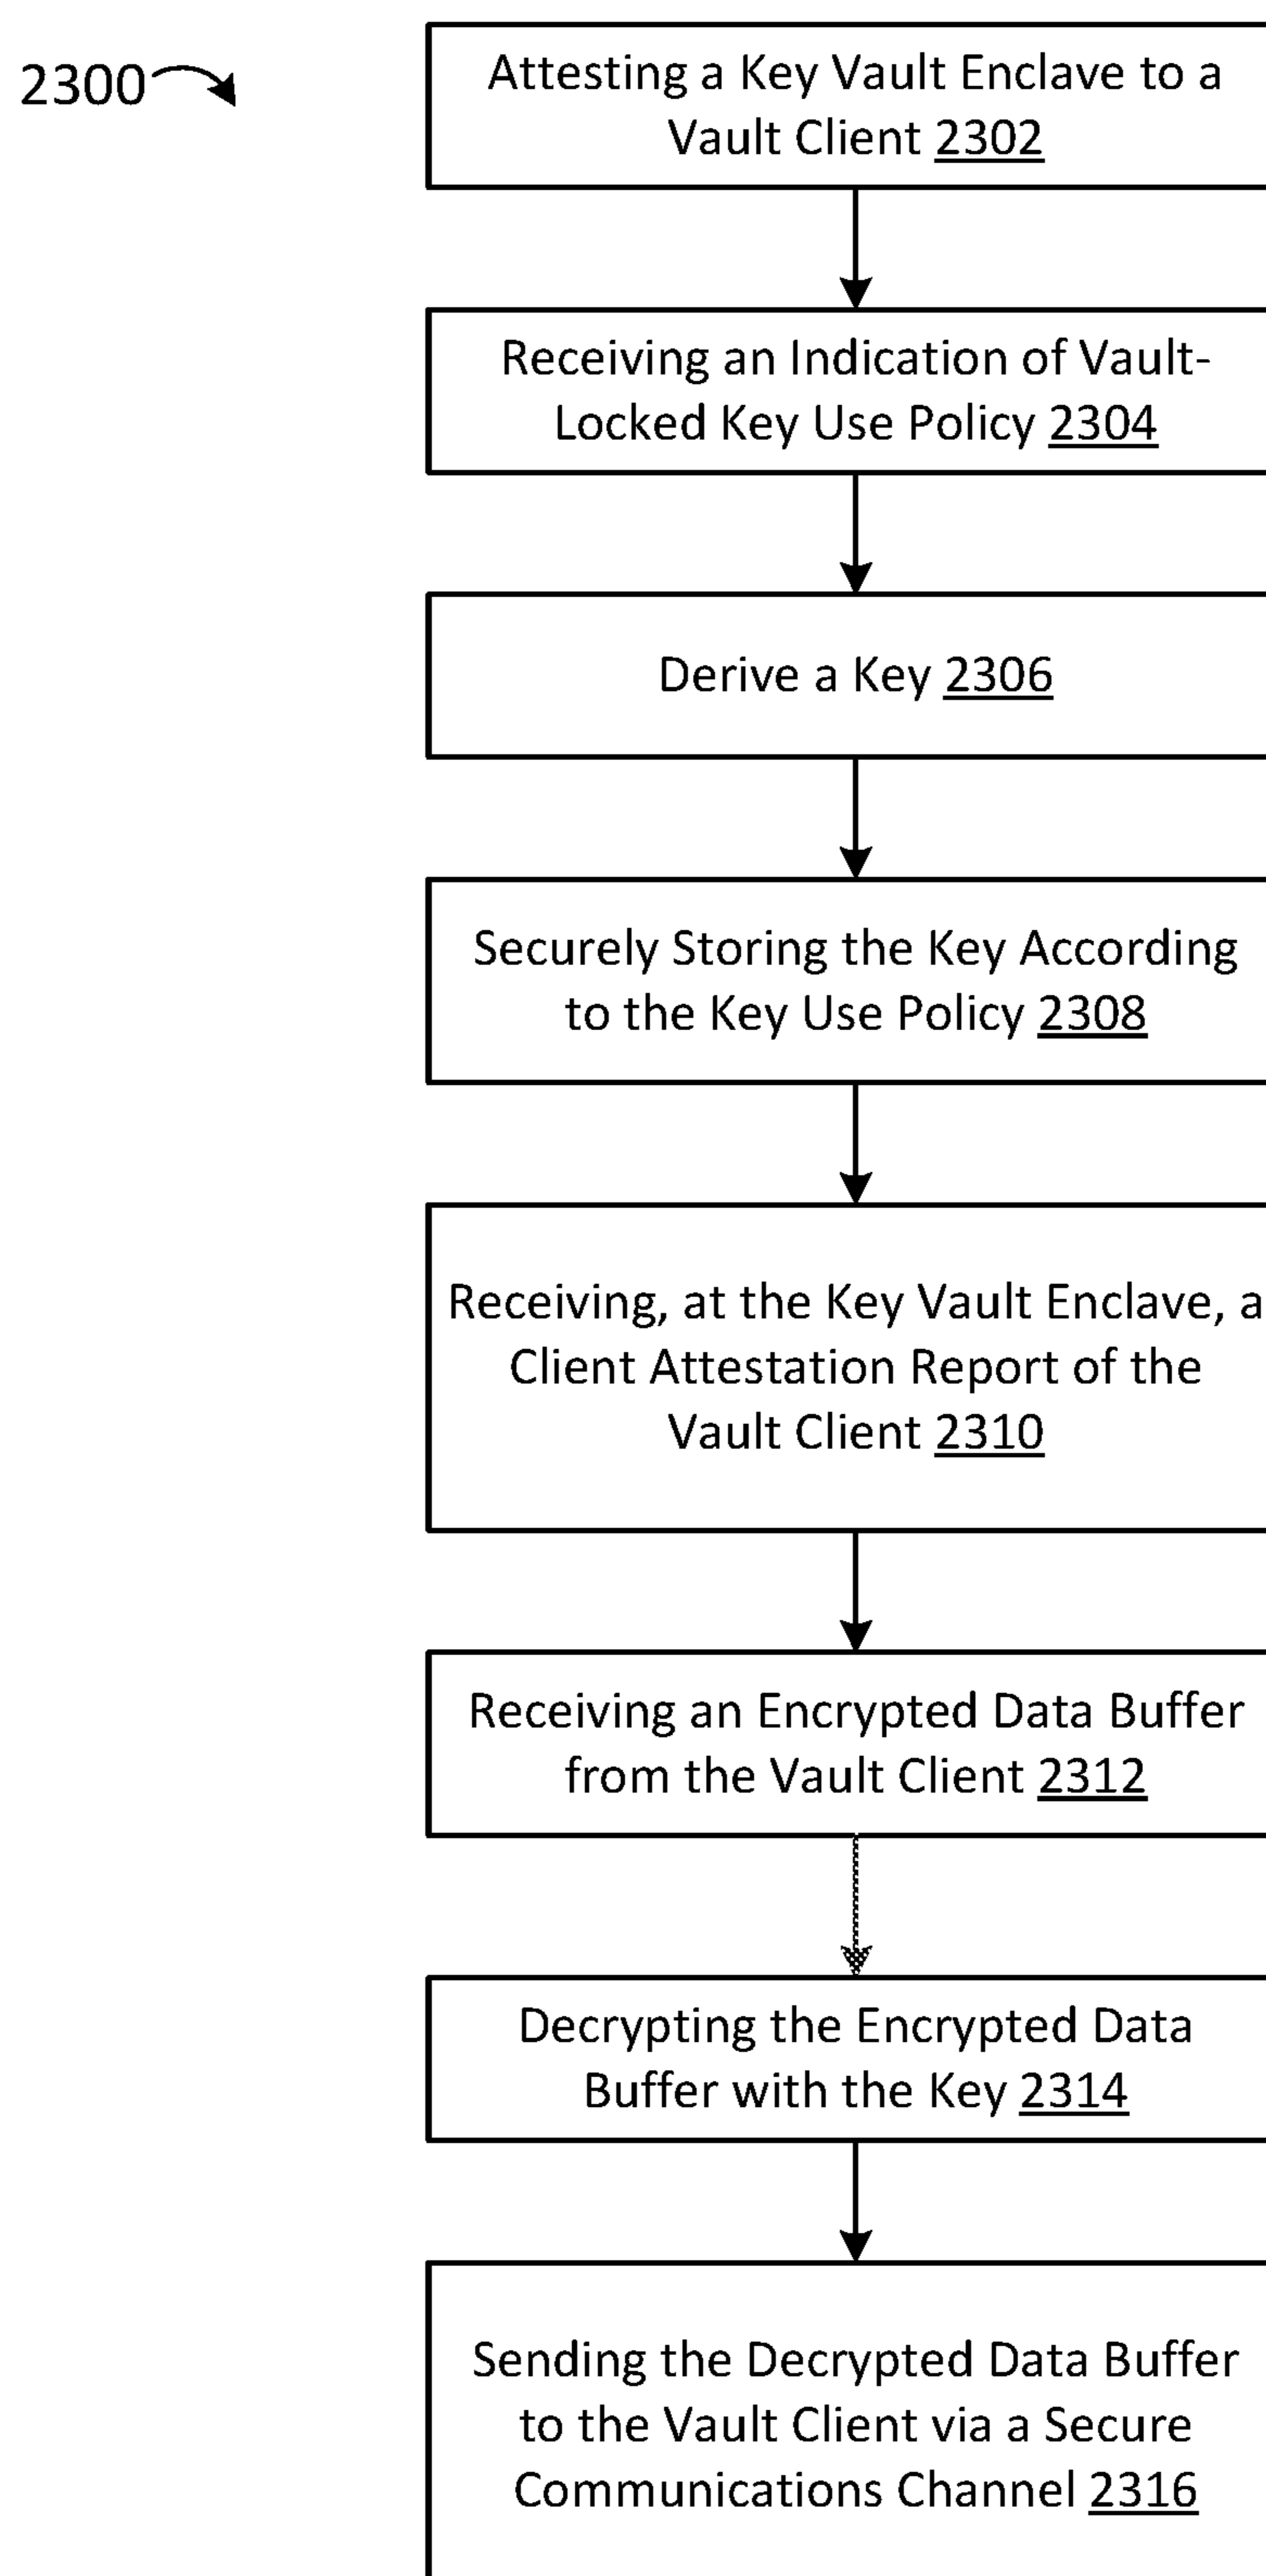 2300
Attesting a Key Vault Enclave to a
Vault Client 2302
Receiving an Indication of Vault-
Locked Key Use Policy 2304
Derive a Key 2306
Securely Storing the Key According
to the Key Use Policy 2308
Receiving, at the Key Vault Enclave, a
Client Attestation Report of the
Vault Client 2310
Receiving an Encrypted Data Buffer
from the Vault Client 2312
Decrypting the Encrypted Data
Buffer with the Key 2314
Sending the Decrypted Data Buffer
to the Vault Client via a Secure
Communications Channel 2316